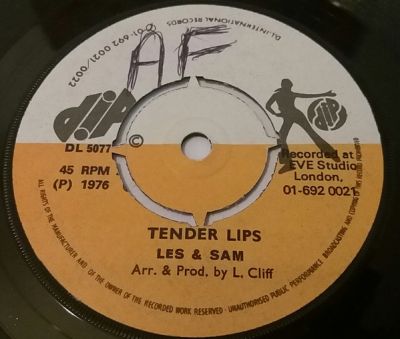 D.I.P. INTERNATIONAL RECORDS
01-692 0021/0022
AF
dip
dip
DL 5077
©
45 RPM
(P) 1976
Recorded at
EVE Studio
London,
01-692 0021
TENDER LIPS
LES & SAM
Arr. & Prod. by L. Cliff
ALL RIGHTS OF THE MANUFACTURER AND OF THE OWNER OF THE RECORDED WORK RESERVED - UNAUTHORISED PUBLIC PERFORMANCE BROADCASTING AND COPYING OF THIS RECORD PROHIBITED